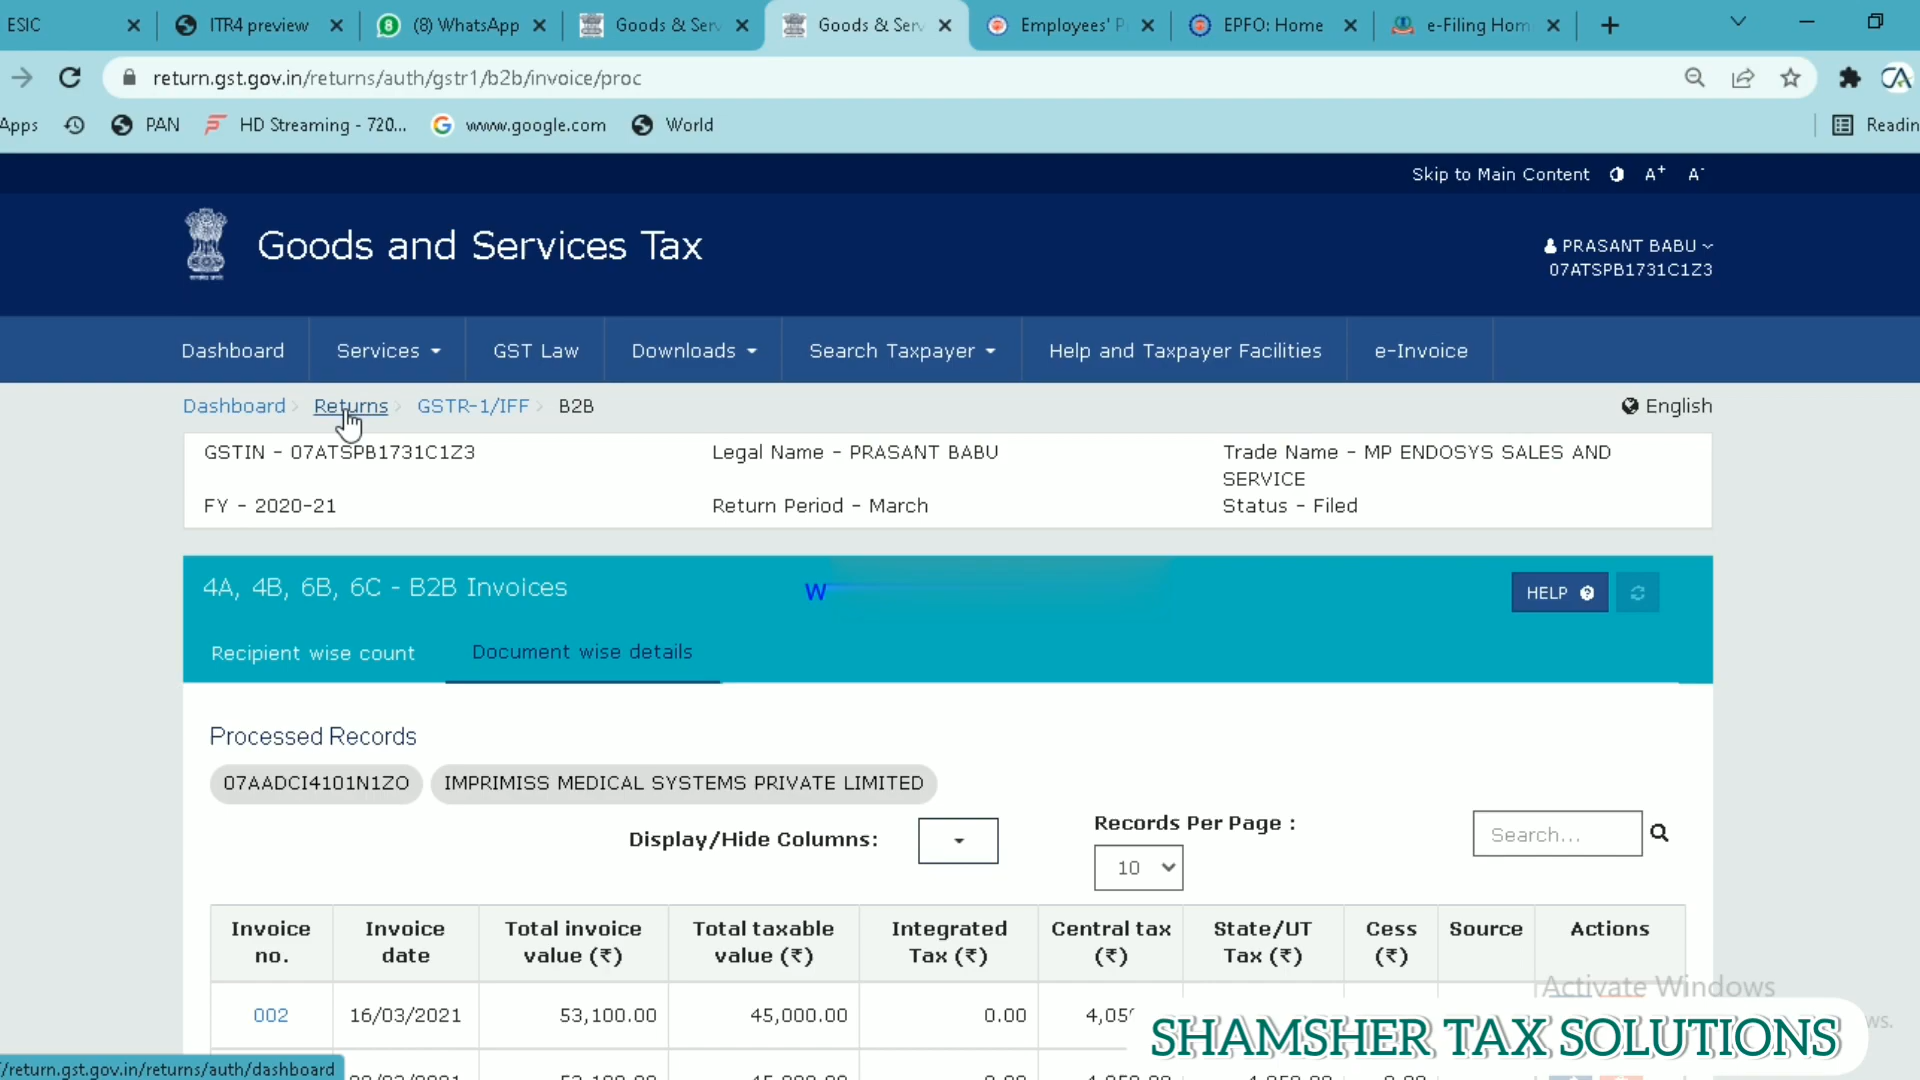 ESIC
ITR4 preview
(8) WhatsApp
Goods & Serv
Goods & Serv
Employees' P
EPFO: Home
e-Filing Hom
return.gst.gov.in/returns/auth/gstr1/b2b/invoice/proc
Apps
PAN
HD Streaming - 720...
www.google.com
World
Readin
Skip to Main Content
A+
A-
Goods and Services Tax
PRASANT BABU
07ATSPB1731C1Z3
Dashboard
Services
GST Law
Downloads
Search Taxpayer
Help and Taxpayer Facilities
e-Invoice
Dashboard > Returns > GSTR-1/IFF > B2B
English
GSTIN - 07ATSPB1731C1Z3
Legal Name - PRASANT BABU
Trade Name - MP ENDOSYS SALES AND
SERVICE
FY - 2020-21
Return Period - March
Status - Filed
4A, 4B, 6B, 6C - B2B Invoices
W
HELP
Recipient wise count
Document wise details
Processed Records
07AADCI4101N1ZO
IMPRIMISS MEDICAL SYSTEMS PRIVATE LIMITED
Display/Hide Columns:
Records Per Page :
10
Search...
Invoice no.
Invoice date
Total invoice value (₹)
Total taxable value (₹)
Integrated Tax (₹)
Central tax (₹)
State/UT Tax (₹)
Cess (₹)
Source
Actions
002
16/03/2021
53,100.00
45,000.00
0.00
4,05
Activate Windows
SHAMSHER TAX SOLUTIONS
/return.gst.gov.in/returns/auth/dashboard